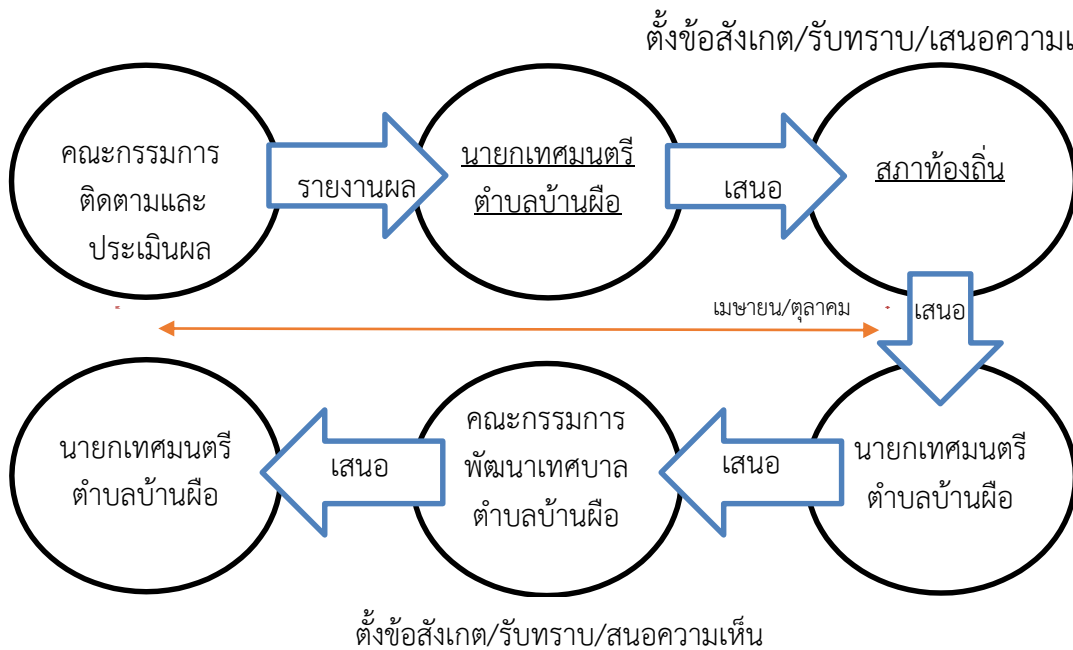 ตั้งข้อสังเกต/รับทราบ/เสนอความเ
คณะกรรมการ
ติดตามและ
ประเมินผล
รายงานผล
นายกเทศมนตรี
ตำบลบ้านผือ
เสนอ
สภาท้องถิ่น
เมษายน/ตุลาคม
เสนอ
นายกเทศมนตรี
ตำบลบ้านผือ
เสนอ
คณะกรรมการ
พัฒนาเทศบาล
ตำบลบ้านผือ
เสนอ
นายกเทศมนตรี
ตำบลบ้านผือ
ตั้งข้อสังเกต/รับทราบ/สนอความเห็น